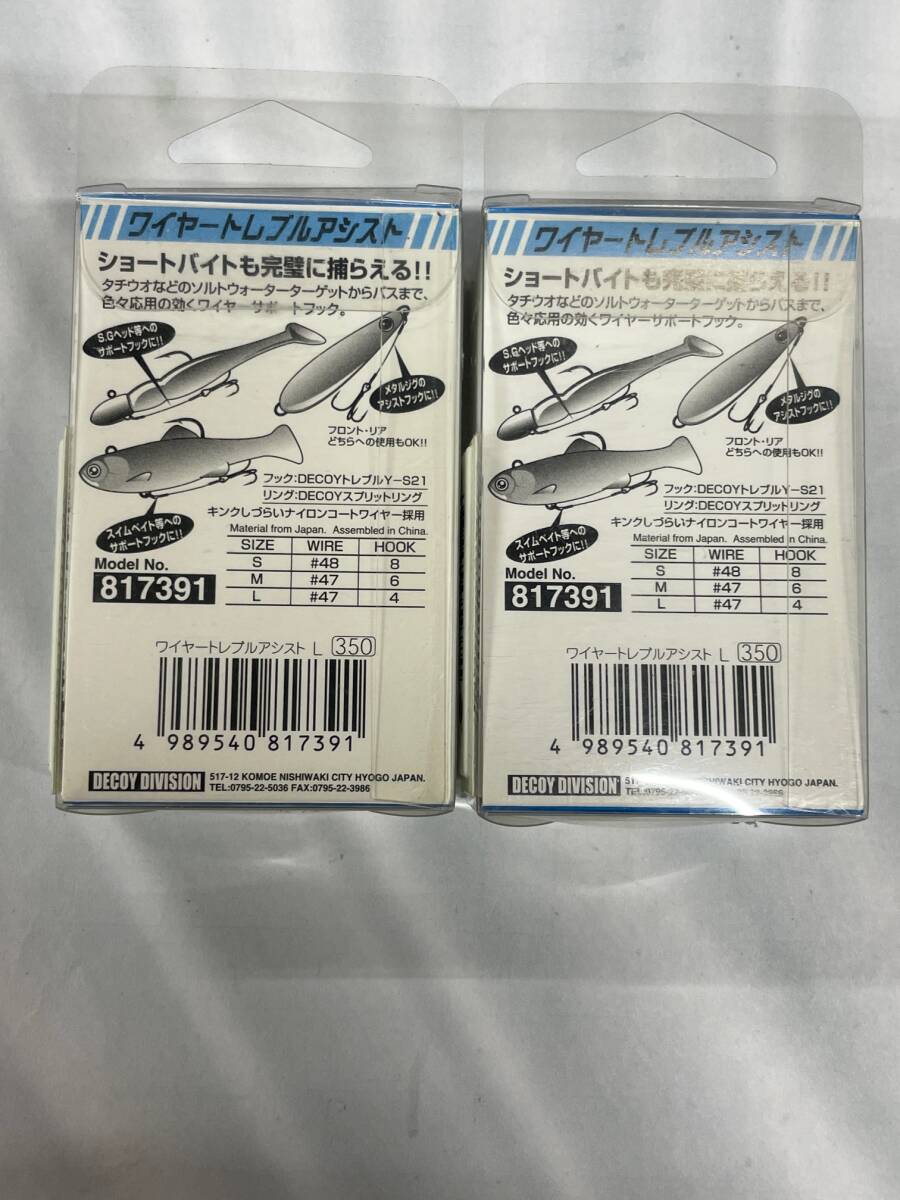 ワイヤートレブルアシスト
ショートバイトも完璧に捕らえる!!
タチウオなどのソルトウォーターターゲットからバスまで、
色々応用の効くワイヤーサポートフック。
S,Gヘッド等への
サポートフックに!!
メタルジグの
アシストフックに!!
フロント・リア
どちらへの使用もOK!!
スイムベイト等への
サポートフックに!!
フック:DECOYトレブルY-S21
リング:DECOYスプリットリング
キンクしづらいナイロンコートワイヤー採用
Material from Japan. Assembled in China.
Model No.
817391
SIZE WIRE HOOK
S #48 8
M #47 6
L #47 4
ワイヤートレブルアシスト L 350
4 989540 817391
DECOY DIVISION
517-12 KOMOE NISHIWAKI CITY HYOGO JAPAN.
TEL:0795-22-5036 FAX:0795-22-3986
ワイヤートレブルアシスト
ショートバイトも完璧に捕らえる!!
タチウオなどのソルトウォーターターゲットからバスまで、
色々応用の効くワイヤーサポートフック。
S,Gヘッド等への
サポートフックに!!
メタルジグの
アシストフックに!!
フロント・リア
どちらへの使用もOK!!
スイムベイト等への
サポートフックに!!
フック:DECOYトレブルY-S21
リング:DECOYスプリットリング
キンクしづらいナイロンコートワイヤー採用
Material from Japan. Assembled in China.
Model No.
817391
SIZE WIRE HOOK
S #48 8
M #47 6
L #47 4
ワイヤートレブルアシスト L 350
4 989540 817391
DECOY DIVISION
NISHIWAKI CITY HYOGO JAPAN.